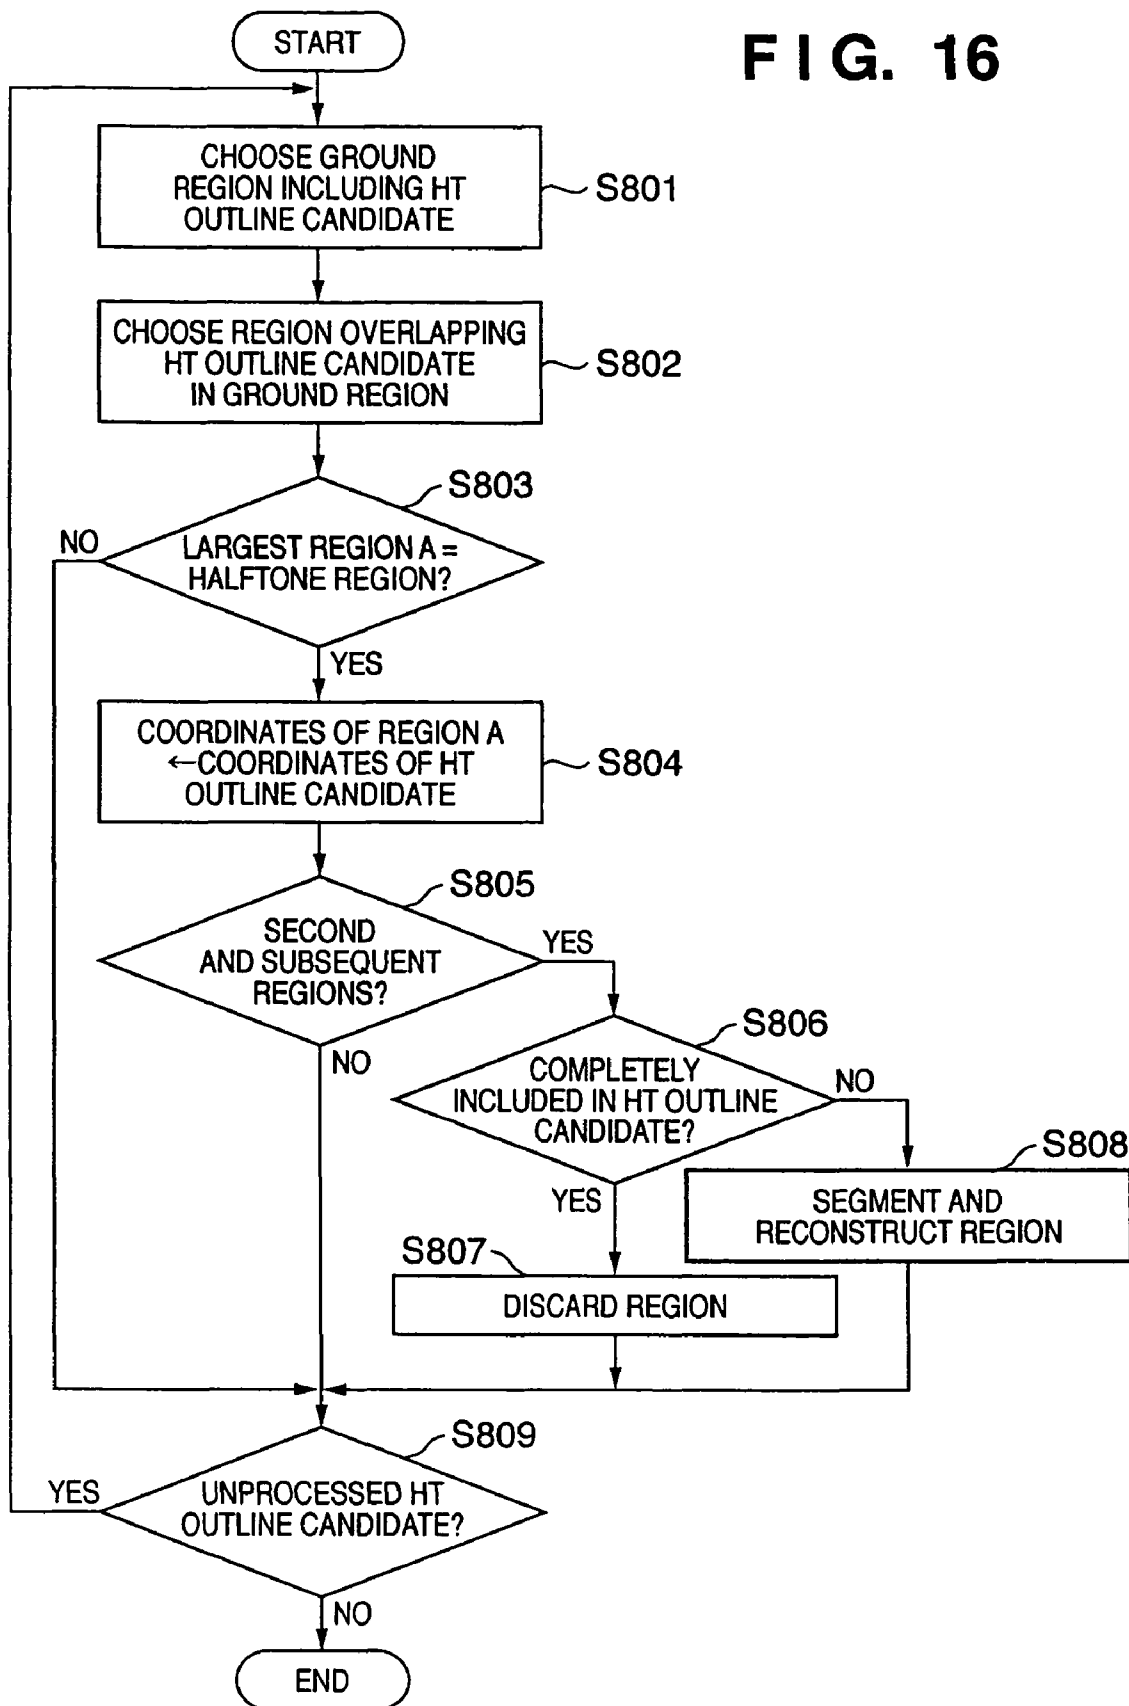 FIG. 16
START
CHOOSE GROUND
REGION INCLUDING HT
OUTLINE CANDIDATE
S801
CHOOSE REGION OVERLAPPING
HT OUTLINE CANDIDATE
IN GROUND REGION
S802
S803
NO
LARGEST REGION A =
HALFTONE REGION?
YES
COORDINATES OF REGION A
←COORDINATES OF HT
OUTLINE CANDIDATE
S804
S805
SECOND
AND SUBSEQUENT
REGIONS?
YES
NO
S806
COMPLETELY
INCLUDED IN HT OUTLINE
CANDIDATE?
NO
YES
S808
SEGMENT AND
RECONSTRUCT REGION
S807
DISCARD REGION
S809
YES
UNPROCESSED HT
OUTLINE CANDIDATE?
NO
END